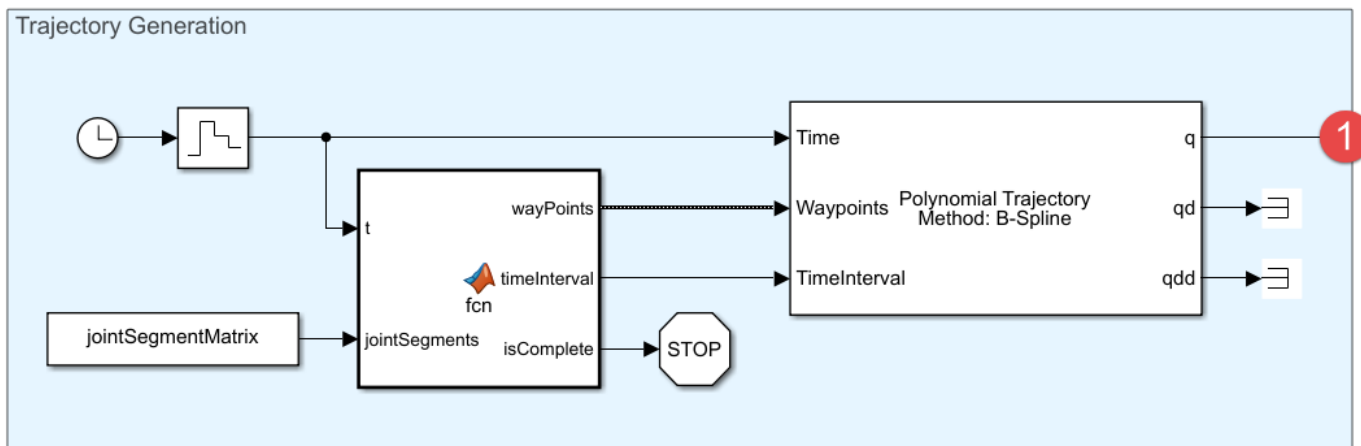 Trajectory Generation
Time
q
1
wayPoints
Waypoints
Polynomial Trajectory
Method: B-Spline
qd
t
timeInterval
TimeInterval
qdd
fcn
jointSegmentMatrix
jointSegments
isComplete
STOP